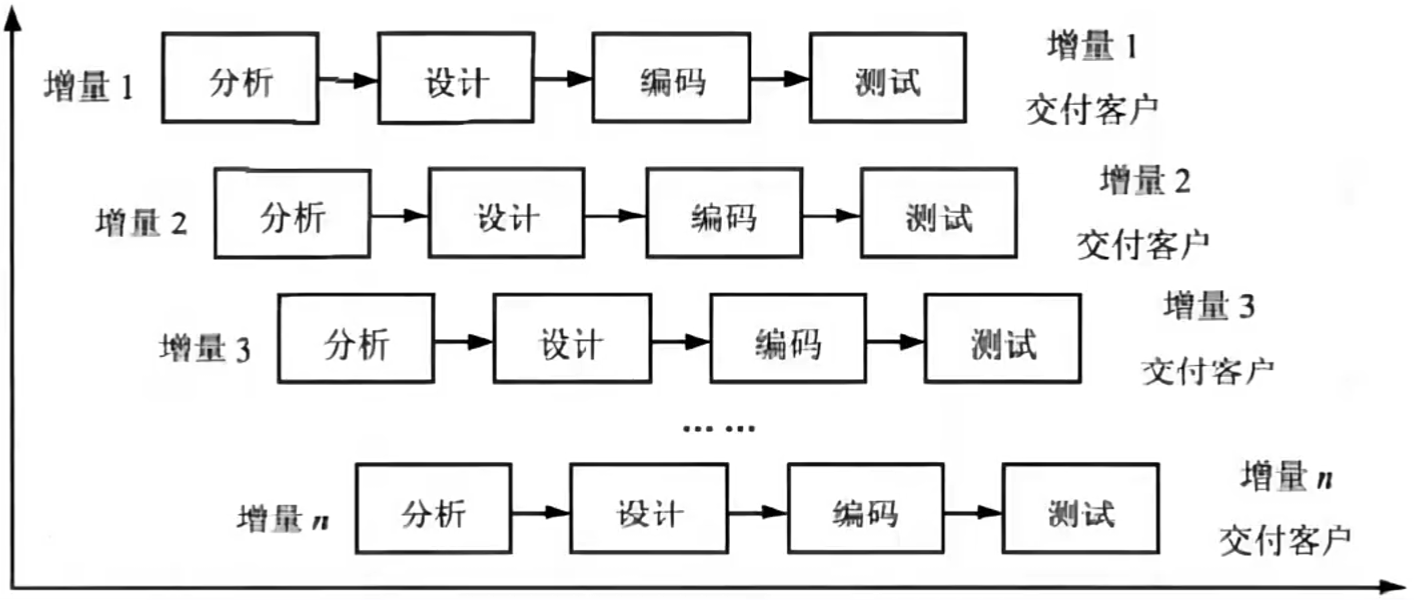 增量 1 分析 设计 编码 测试 增量 1
交付客户
增量 2 分析 设计 编码 测试 增量 2
交付客户
增量 3 分析 设计 编码 测试 增量 3
交付客户
…  …
增量 n 分析 设计 编码 测试 增量 n
交付客户